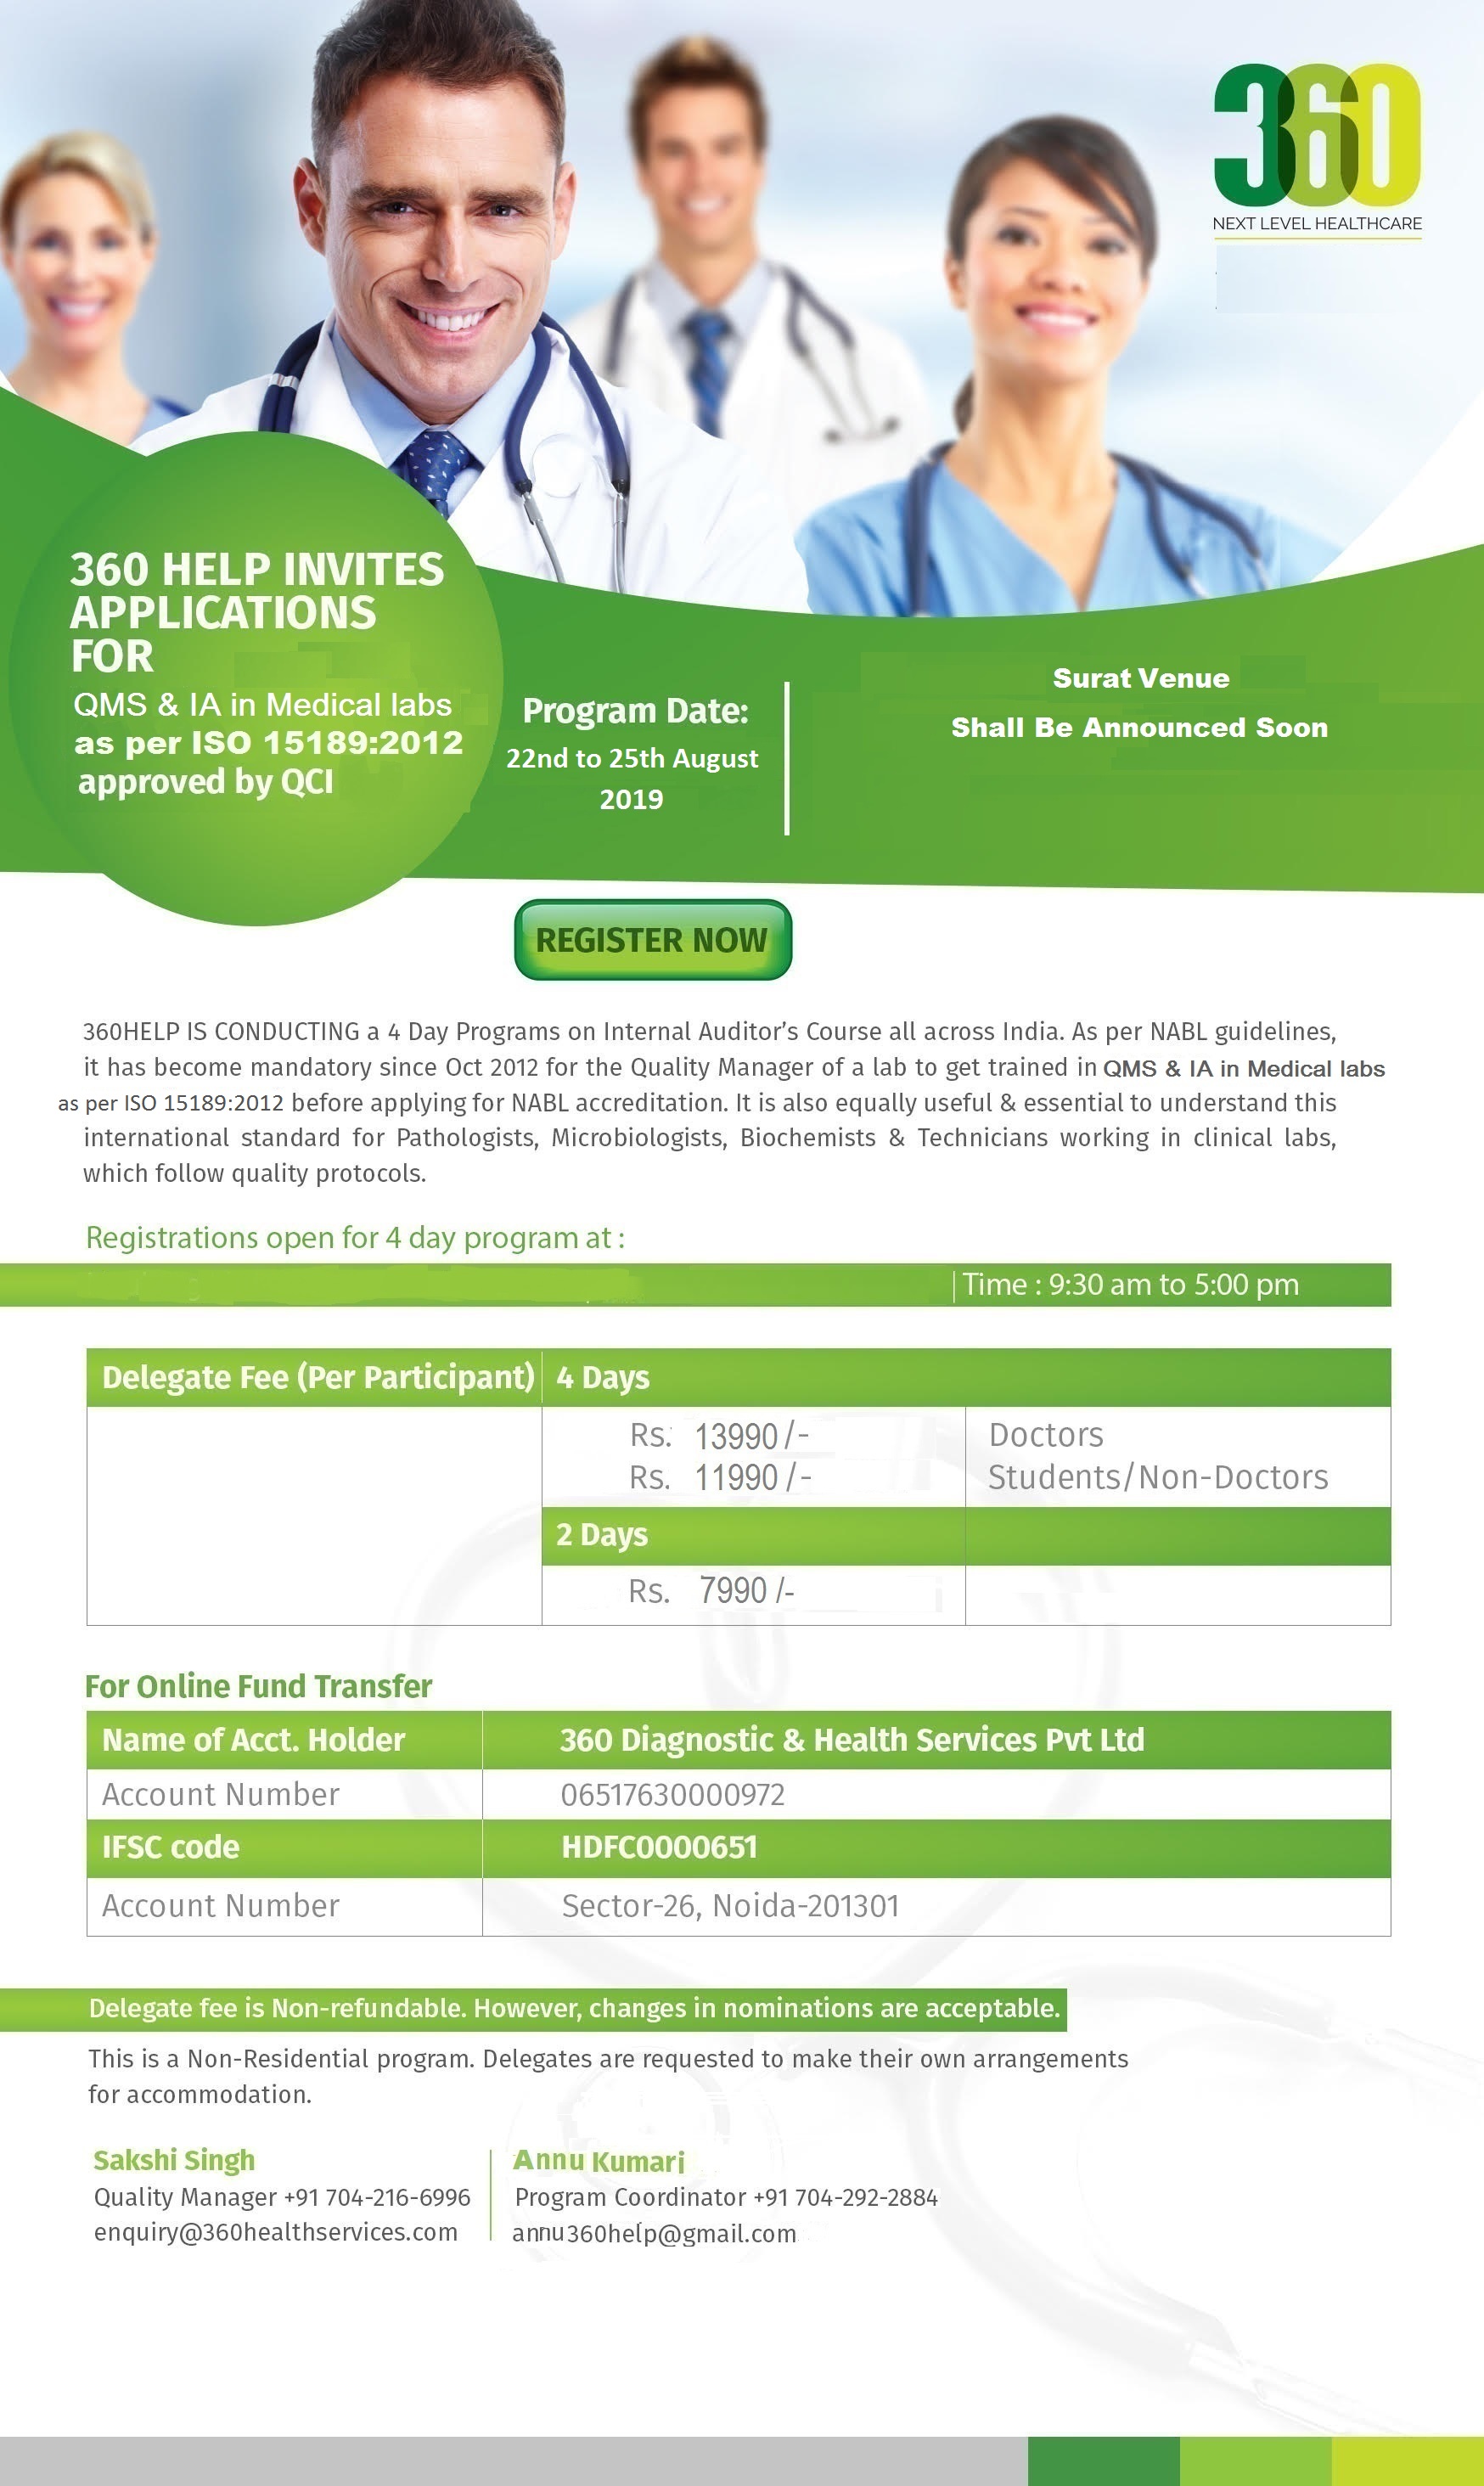 360
NEXT LEVEL HEALTHCARE
360 HELP INVITES
APPLICATIONS
FOR
QMS & IA in Medical labs
as per ISO 15189:2012
approved by QCI
Program Date:
22nd to 25th August
2019
Surat Venue
Shall Be Announced Soon
REGISTER NOW
360HELP IS CONDUCTING a 4 Day Programs on Internal Auditor's Course all across India. As per NABL guidelines,
it has become mandatory since Oct 2012 for the Quality Manager of a lab to get trained in QMS & IA in Medical labs
as per ISO 15189:2012 before applying for NABL accreditation. It is also equally useful & essential to understand this
international standard for Pathologists, Microbiologists, Biochemists & Technicians working in clinical labs,
which follow quality protocols.
Registrations open for 4 day program at :
Time : 9:30 am to 5:00 pm
Delegate Fee (Per Participant) 4 Days
Rs. 13990 /- Doctors
Rs. 11990 /- Students/Non-Doctors
2 Days
Rs. 7990 /-
For Online Fund Transfer
Name of Acct. Holder 360 Diagnostic & Health Services Pvt Ltd
Account Number 06517630000972
IFSC code HDFC0000651
Account Number Sector-26, Noida-201301
Delegate fee is Non-refundable. However, changes in nominations are acceptable.
This is a Non-Residential program. Delegates are requested to make their own arrangements
for accommodation.
Sakshi Singh
Quality Manager +91 704-216-6996
enquiry@360healthservices.com
Annu Kumari
Program Coordinator +91 704-292-2884
annu360help@gmail.com